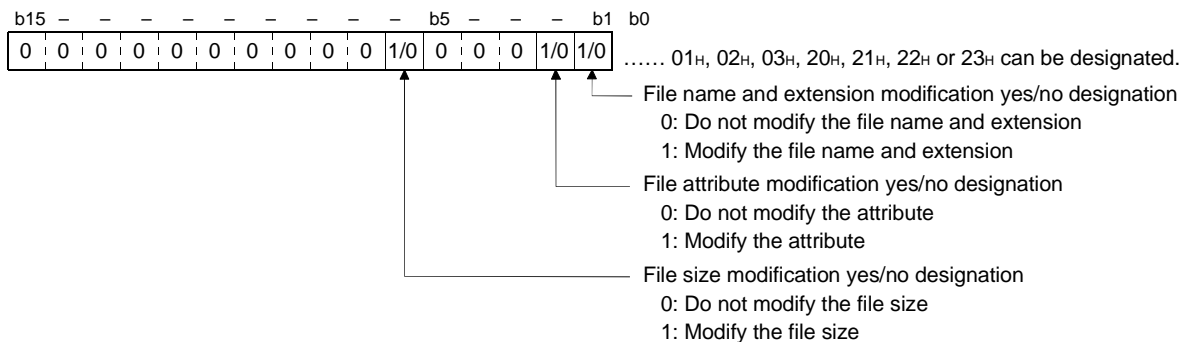 b15 – – – – – – – – – – b5 – – – b1 b0
0 0 0 0 0 0 0 0 0 0 1/0 0 0 0 1/0 1/0 …… 01H, 02H, 03H, 20H, 21H, 22H or 23H can be designated.
File name and extension modification yes/no designation
0: Do not modify the file name and extension
1: Modify the file name and extension
File attribute modification yes/no designation
0: Do not modify the attribute
1: Modify the attribute
File size modification yes/no designation
0: Do not modify the file size
1: Modify the file size